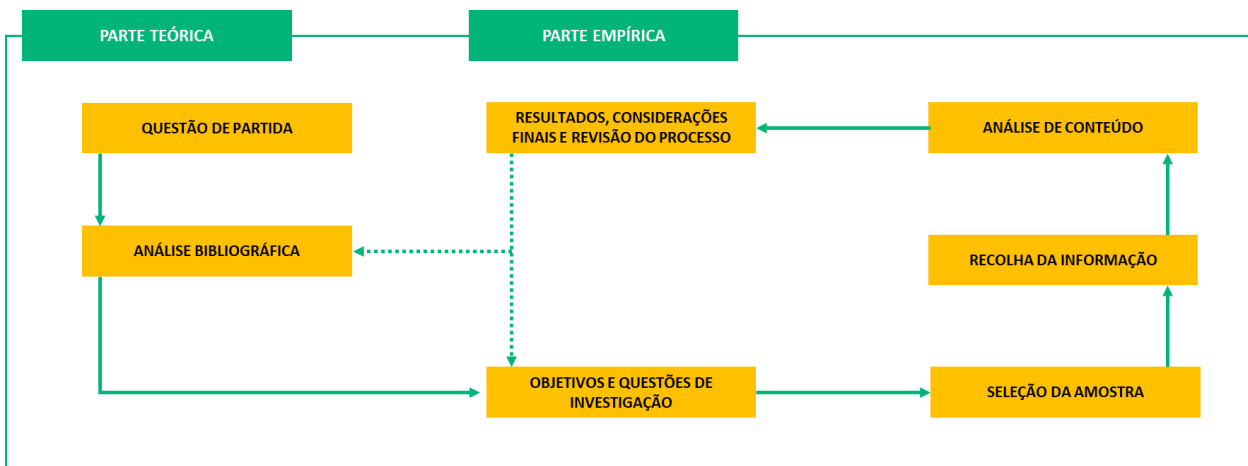 PARTE TEÓRICA
PARTE EMPÍRICA
QUESTÃO DE PARTIDA
RESULTADOS, CONSIDERAÇÕES
FINAIS E REVISÃO DO PROCESSO
ANÁLISE DE CONTEÚDO
ANÁLISE BIBLIOGRÁFICA
RECOLHA DA INFORMAÇÃO
OBJETIVOS E QUESTÕES DE
INVESTIGAÇÃO
SELEÇÃO DA AMOSTRA